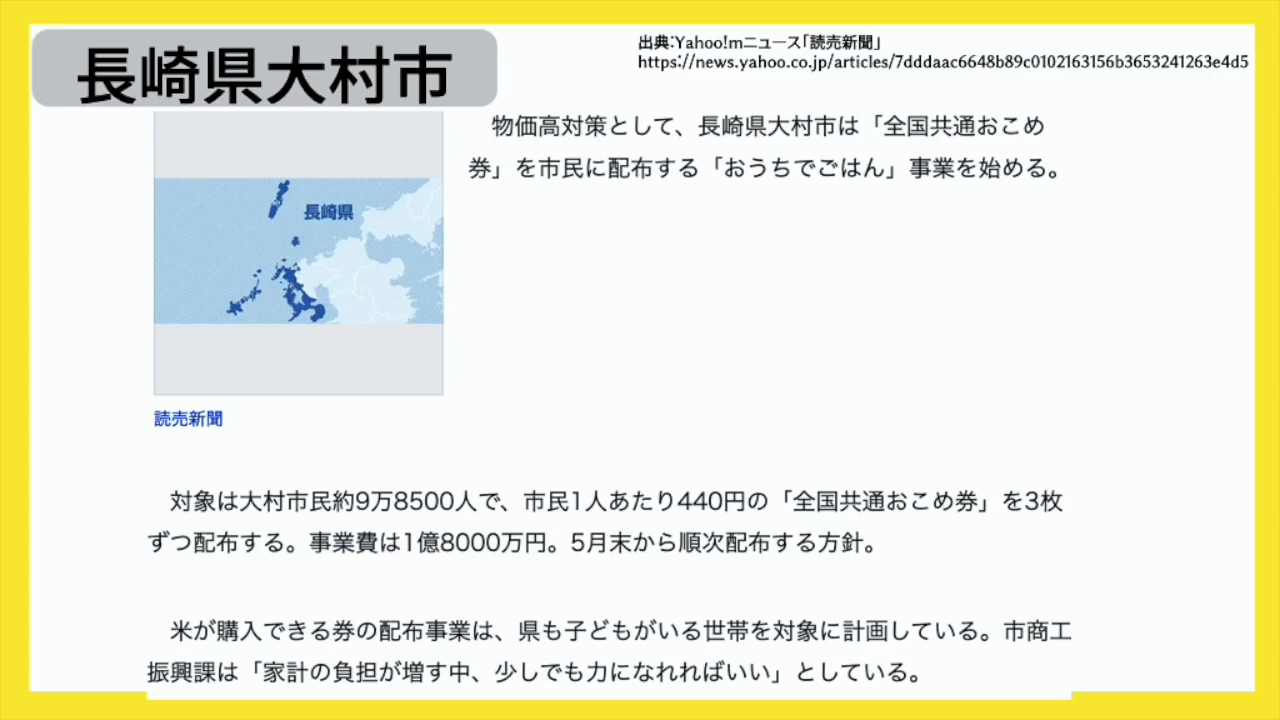 長崎県大村市
出典:Yahoo!mニュース「読売新聞」
https://news.yahoo.co.jp/articles/7dddaac6648b89c0102163156b3653241263e4d5
物価高対策として、長崎県大村市は「全国共通おこめ
券」を市民に配布する「おうちでごはん」事業を始める。
長崎県
読売新聞
対象は大村市民約9万8500人で、市民1人あたり440円の「全国共通おこめ券」を3枚
ずつ配布する。事業費は1億8000万円。5月末から順次配布する方針。
米が購入できる券の配布事業は、県も子どもがいる世帯を対象に計画している。市商工
振興課は「家計の負担が増す中、少しでも力になれればいい」としている。